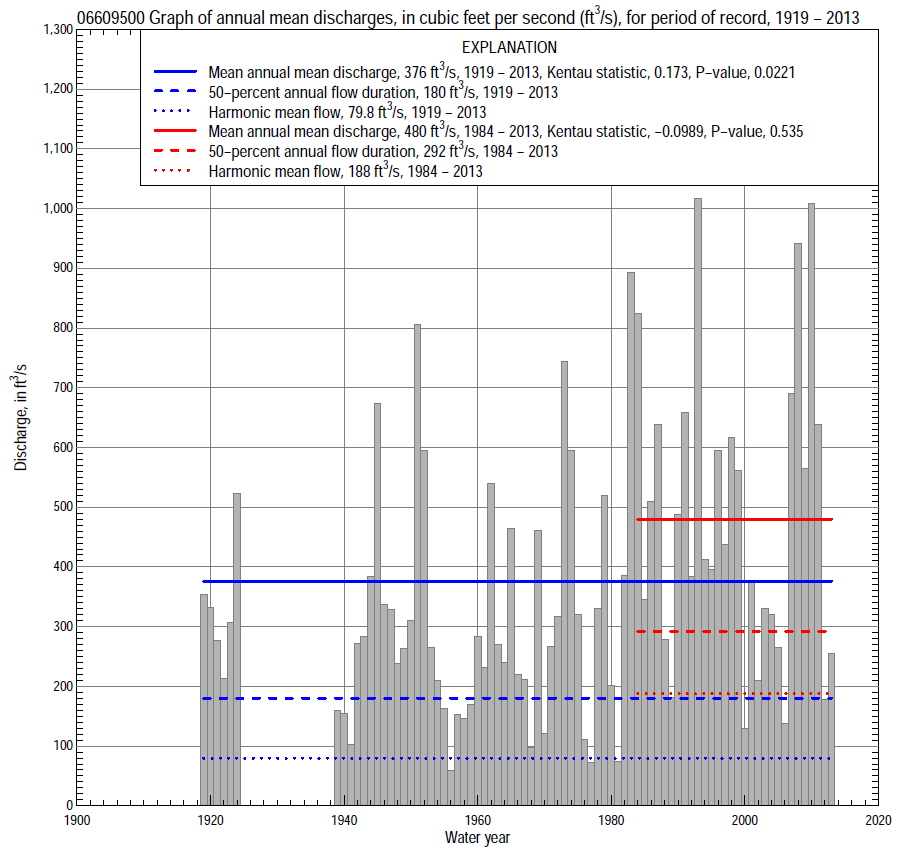 06609500 Graph of annual mean discharges, in cubic feet per second (ft³/s), for period of record, 1919 – 2013
EXPLANATION
Mean annual mean discharge, 376 ft³/s, 1919 – 2013, Kentau statistic, 0.173, P–value, 0.0221
50–percent annual flow duration, 180 ft³/s, 1919 – 2013
Harmonic mean flow, 79.8 ft³/s, 1919 – 2013
Mean annual mean discharge, 480 ft³/s, 1984 – 2013, Kentau statistic, –0.0989, P–value, 0.535
50–percent annual flow duration, 292 ft³/s, 1984 – 2013
Harmonic mean flow, 188 ft³/s, 1984 – 2013
1,300
1,200
1,100
1,000
900
800
700
600
500
400
300
200
100
0
Discharge, in ft³/s
1900 1920 1940 1960 1980 2000 2020
Water year